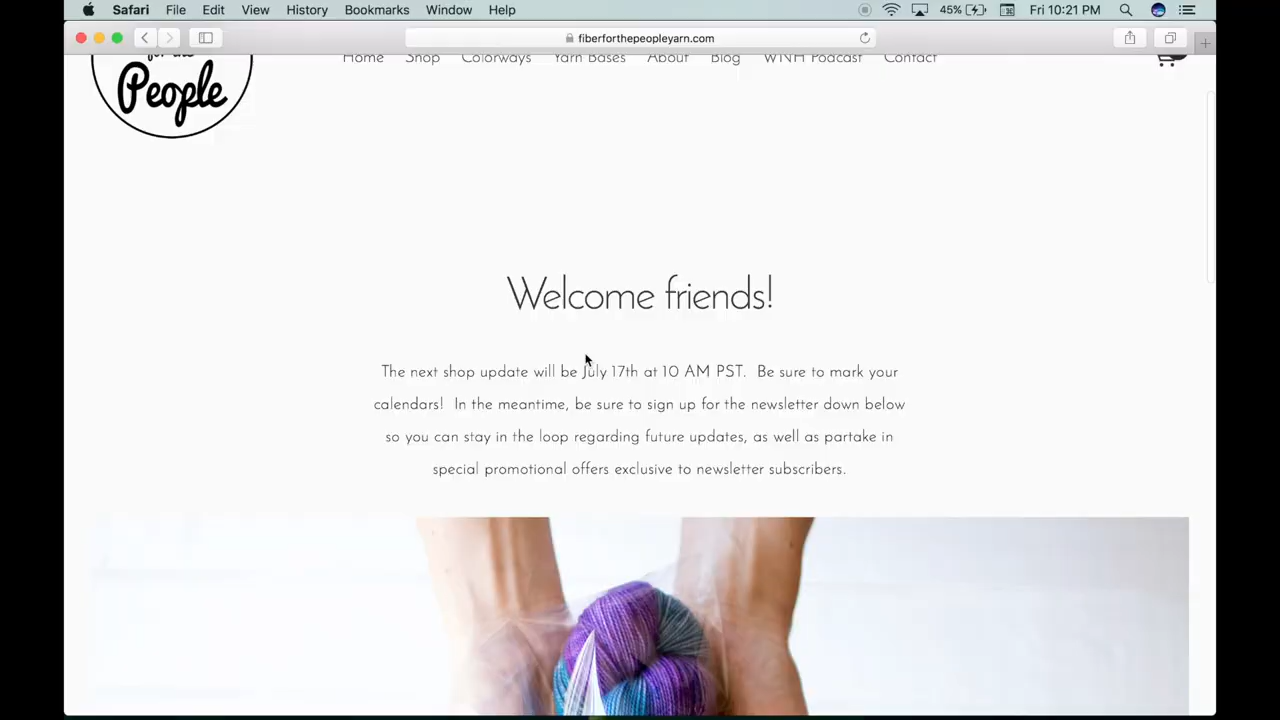 Safari File Edit View History Bookmarks Window Help 45% Fri 10:21 PM
fiberforthepeopleyarn.com
for the
People
Home Shop Colorways Yarn Bases About Blog WNH Podcast Contact
Welcome friends!
The next shop update will be July 17th at 10 AM PST. Be sure to mark your
calendars! In the meantime, be sure to sign up for the newsletter down below
so you can stay in the loop regarding future updates, as well as partake in
special promotional offers exclusive to newsletter subscribers.